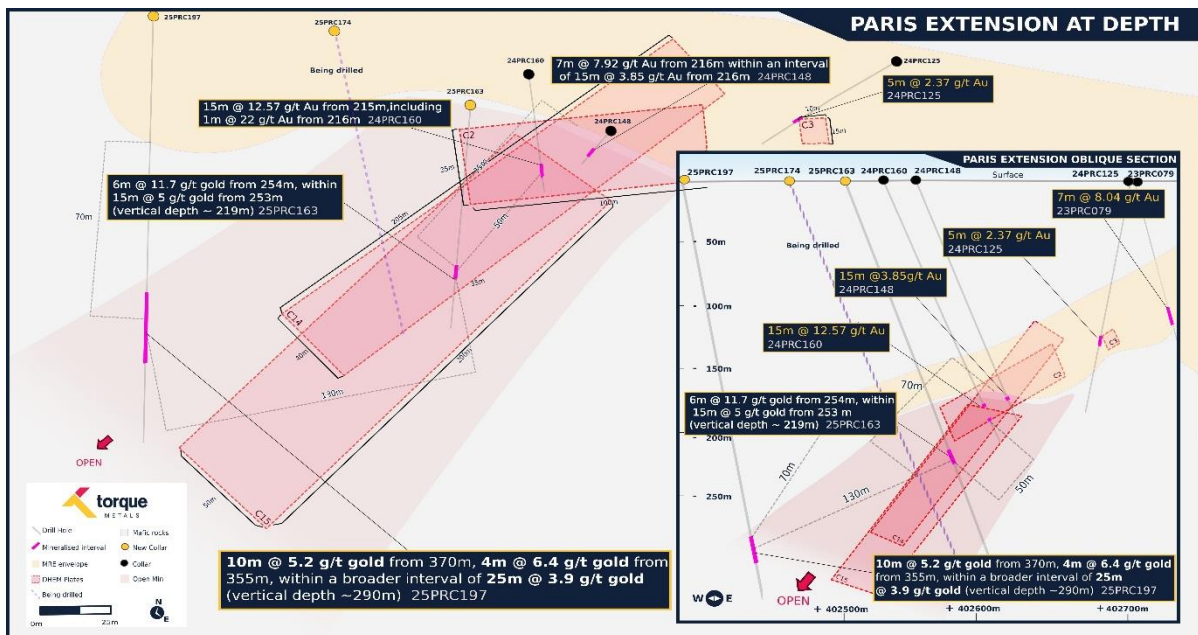 PARIS EXTENSION AT DEPTH
25PRC197
25PRC174
Being drilled
24PRC160
25PRC163
24PRC148
24PRC125
7m @ 7.92 g/t Au from 216m within an interval
of 15m @ 3.85 g/t Au from 216m 24PRC148
5m @ 2.37 g/t Au
24PRC125
15m @ 12.57 g/t Au from 215m,including
1m @ 22 g/t Au from 216m 24PRC160
6m @ 11.7 g/t gold from 254m, within
15m @ 5 g/t gold from 253m
(vertical depth ~ 219m) 25PRC163
10m
C3
15m
C2
25m
100m
50m
70m
C14
40m
130m
50m
C15
OPEN
torque
METALS
Drill Hole
Mafic rocks
Mineralised interval
New Collar
MRE envelope
Collar
DHEM Plates
Open Min
Being drilled
N
0m
25m
10m @ 5.2 g/t gold from 370m, 4m @ 6.4 g/t gold from
355m, within a broader interval of 25m @ 3.9 g/t gold
(vertical depth ~290m) 25PRC197
PARIS EXTENSION OBLIQUE SECTION
25PRC197
25PRC174
25PRC163
24PRC160
24PRC148
Surface
24PRC125
23PRC079
7m @ 8.04 g/t Au
23PRC079
50m
Being drilled
5m @ 2.37 g/t Au
24PRC125
15m @3.85g/t Au
24PRC148
100m
15m @ 12.57 g/t Au
24PRC160
150m
C3
70m
6m @ 11.7 g/t gold from 254m, within
15m @ 5 g/t gold from 253 m
(vertical depth ~ 219m) 25PRC163
200m
70m
130m
50m
250m
10m @ 5.2 g/t gold from 370m, 4m @ 6.4 g/t gold
from 355m, within a broader interval of 25m
@ 3.9 g/t gold (vertical depth ~290m) 25PRC197
OPEN
W E
+ 402500m
+ 402600m
+ 402700m